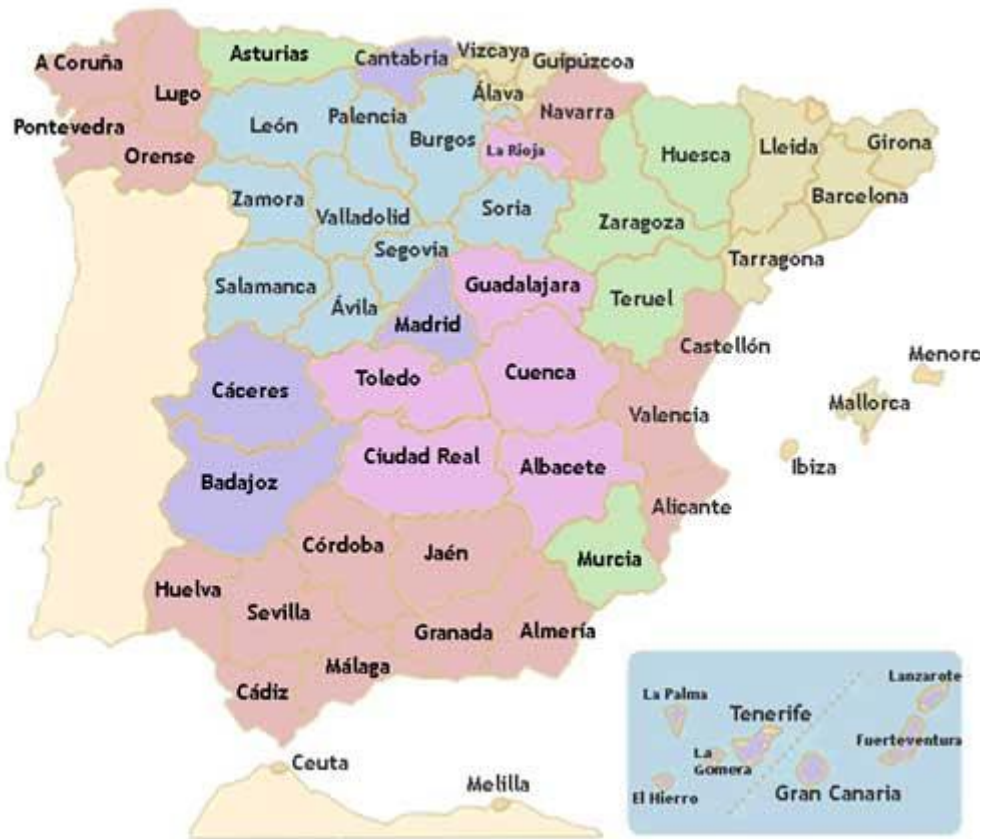 Asturias
Cantabria
Vizcaya
Guipúzcoa
A Coruña
Lugo
Álava
Navarra
Pontevedra
Orense
León
Palencia
Burgos
La Rioja
Huesca
Lleida
Girona
Barcelona
Zamora
Valladolid
Soria
Zaragoza
Segovia
Tarragona
Salamanca
Ávila
Guadalajara
Teruel
Madrid
Castellón
Menorc
Cáceres
Toledo
Cuenca
Mallorca
Valencia
Ciudad Real
Albacete
Ibiza
Badajoz
Alicante
Córdoba
Jaén
Murcia
Huelva
Sevilla
Granada
Almería
Málaga
Cádiz
Ceuta
Melilla
La Palma
Tenerife
Lanzarote
La
Gomera
Fuerteventura
El Hierro
Gran Canaria